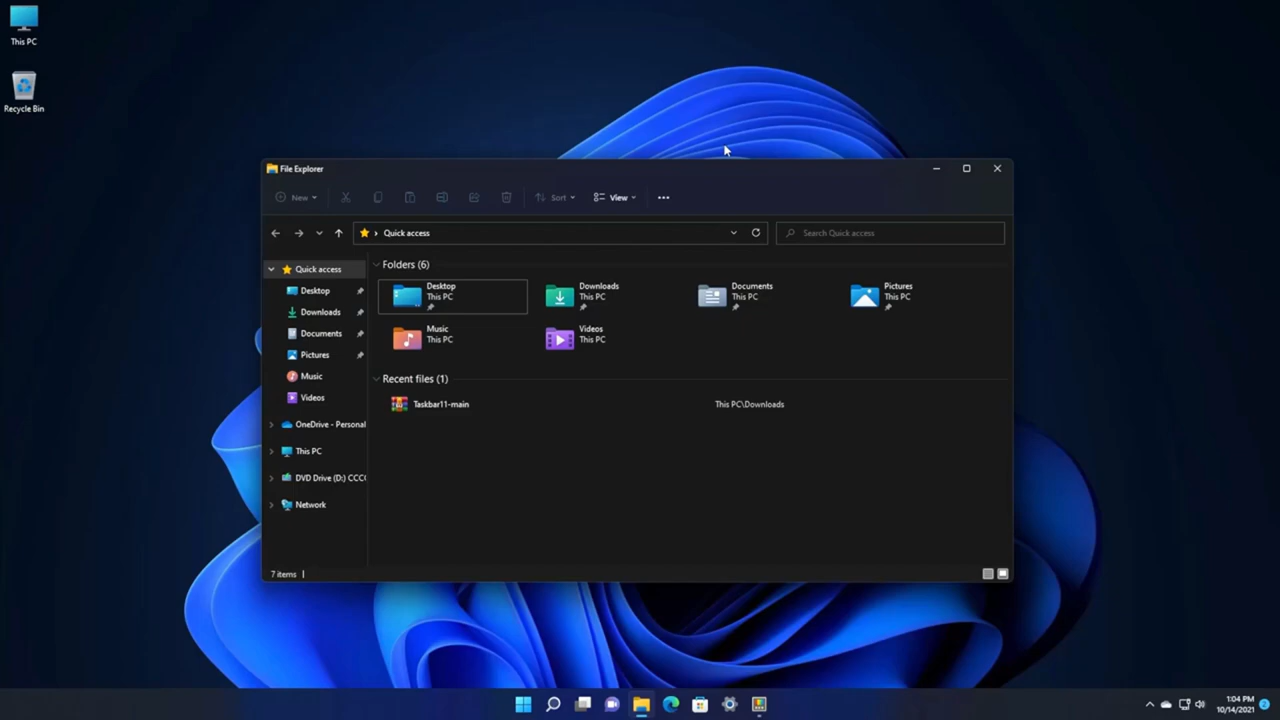 This PC
Recycle Bin
File Explorer
New
Sort
View
Quick access
Search Quick access
Quick access
Desktop
Downloads
Documents
Pictures
Music
Videos
OneDrive - Personal
This PC
DVD Drive (D:) CCC
Network
Folders (6)
Desktop
This PC
Downloads
This PC
Documents
This PC
Pictures
This PC
Music
This PC
Videos
This PC
Recent files (1)
Taskbar11-main
This PC\Downloads
7 items
1:04 PM
10/14/2021
2